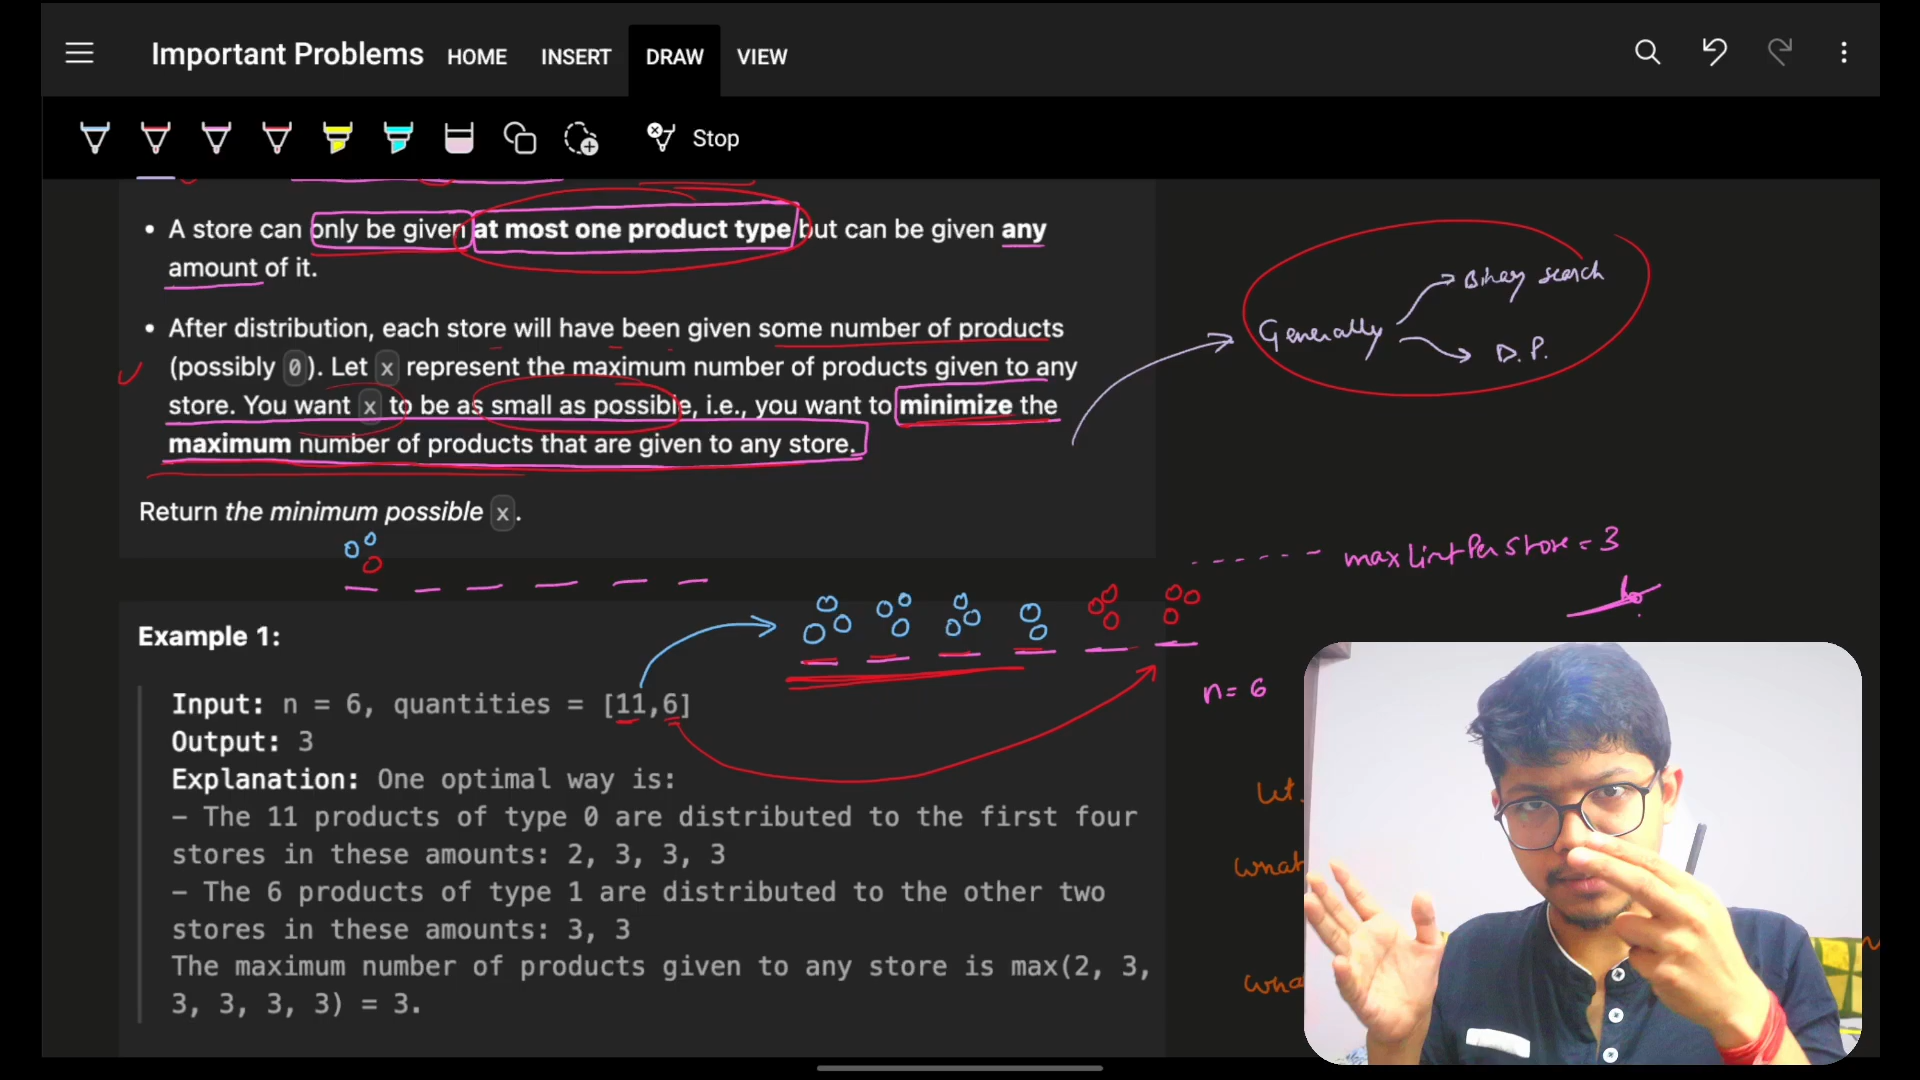 Important Problems HOME INSERT DRAW VIEW
Stop
• A store can only be given at most one product type but can be given any
amount of it.
• After distribution, each store will have been given some number of products
(possibly 0). Let x represent the maximum number of products given to any
store. You want x to be as small as possible, i.e., you want to minimize the
maximum number of products that are given to any store.
Return the minimum possible x.
Generally
Binary search
D.P.
max Limt Per Store = 3
n = 6
Example 1:
Input: n = 6, quantities = [11,6]
Output: 3
Explanation: One optimal way is:
– The 11 products of type 0 are distributed to the first four
stores in these amounts: 2, 3, 3, 3
– The 6 products of type 1 are distributed to the other two
stores in these amounts: 3, 3
The maximum number of products given to any store is max(2, 3,
3, 3, 3, 3) = 3.
what